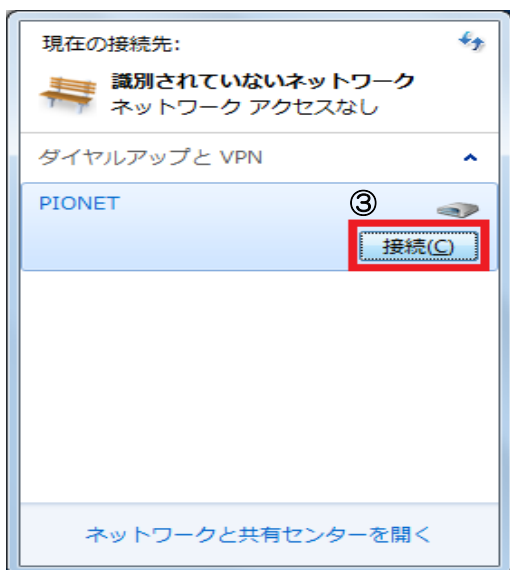 現在の接続先:
識別されていないネットワーク
ネットワーク アクセスなし
ダイヤルアップと VPN
PIONET
③
接続(C)
ネットワークと共有センターを開く